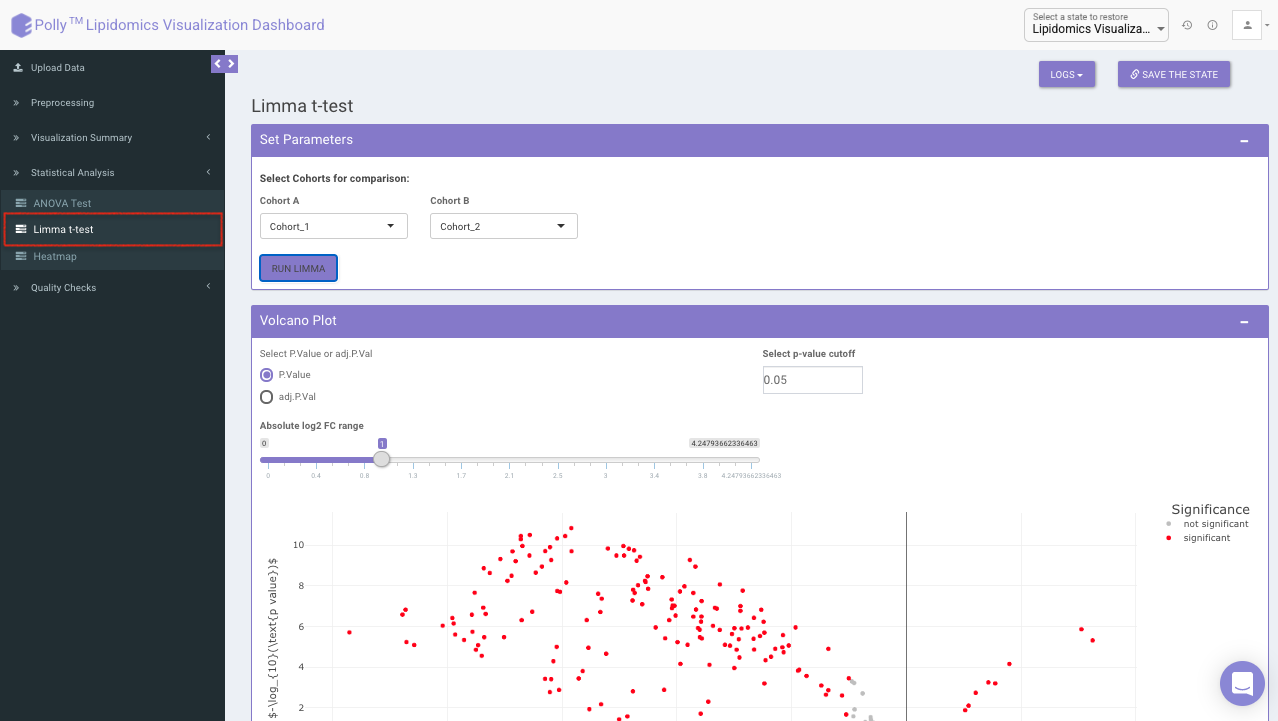 Polly™ Lipidomics Visualization Dashboard
Select a state to restore
Lipidomics Visualiza...
Upload Data
Preprocessing
Visualization Summary
Statistical Analysis
ANOVA Test
Limma t-test
Heatmap
Quality Checks
LOGS
SAVE THE STATE
Limma t-test
Set Parameters
Select Cohorts for comparison:
Cohort A Cohort B
Cohort_1 Cohort_2
RUN LIMMA
Volcano Plot
Select P.Value or adj.P.Val
P.Value
adj.P.Val
Select p-value cutoff
0.05
Absolute log2 FC range
0 1 4.24793662336463
0 0.4 0.8 1.3 1.7 2.1 2.5 3 3.4 3.8 4.24793662336463
Significance
not significant
significant
10
8
6
4
2
$-\log_{10}(\text{p value})$